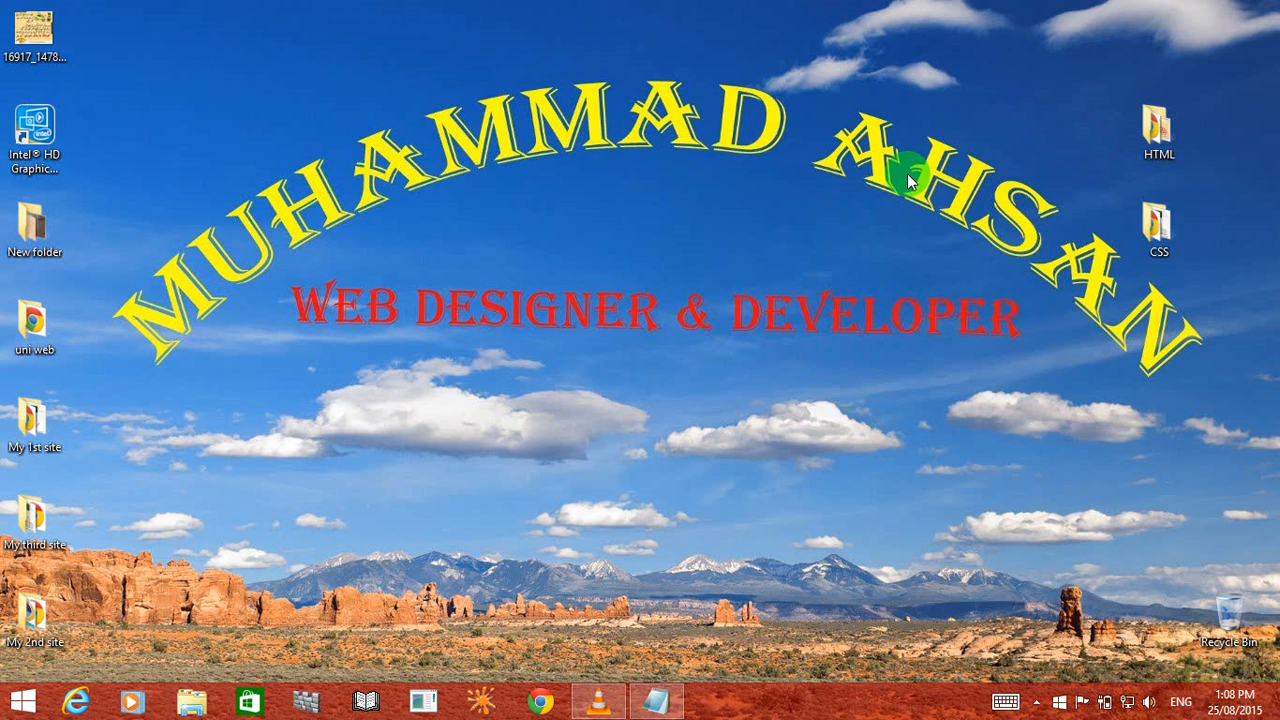 MUHAMMAD AHSAN
WEB DESIGNER & DEVELOPER
16917_1478...
Intel® HD
Graphic...
New folder
uni web
My 1st site
My third site
My 2nd site
HTML
CSS
Recycle Bin
ENG
1:08 PM
25/08/2015